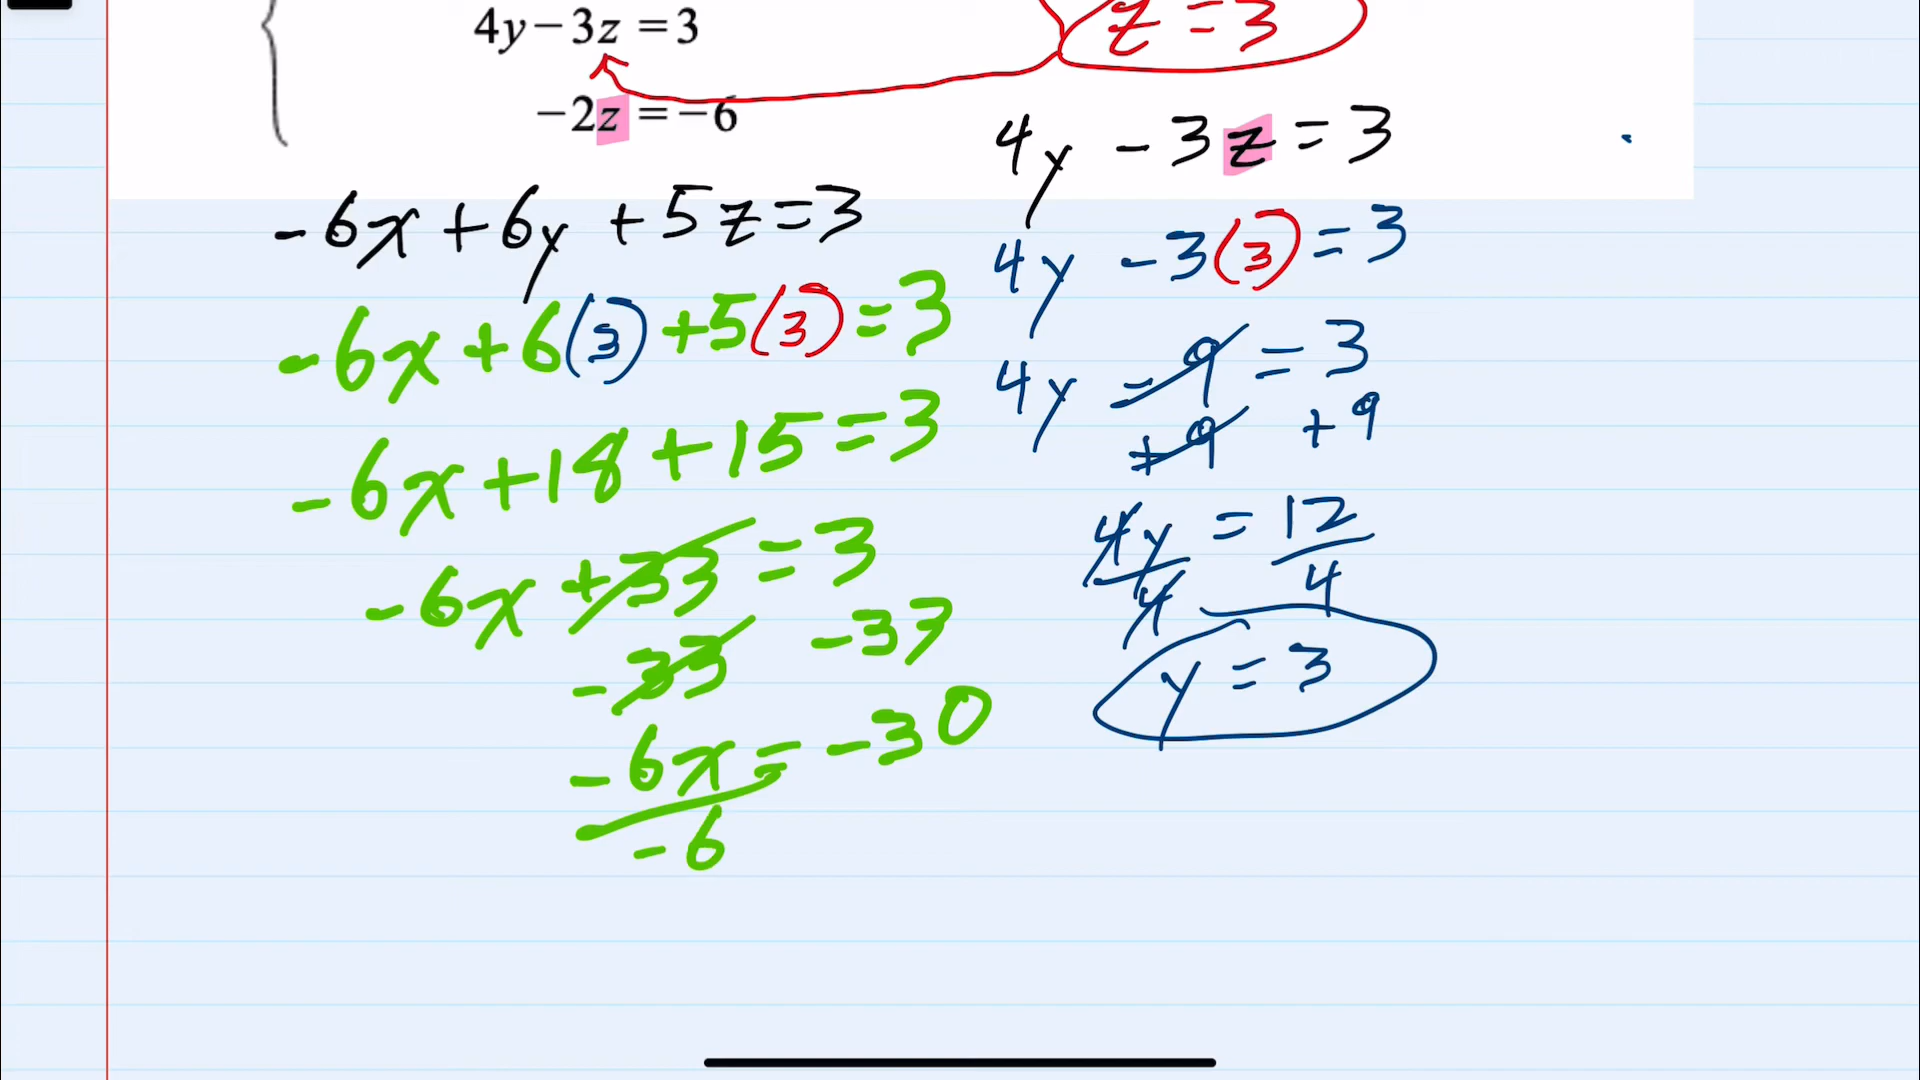 4y−3z = 3
z = 3
−2z = −6
4y − 3z = 3
-6x + 6y + 5z = 3
4y − 3(3) = 3
-6x + 6(3) + 5(3) = 3
4y − 9 = 3
+9 +9
-6x + 18 + 15 = 3
4y = 12
4 4
-6x + 33 = 3
-33 -33
y = 3
-6x = -30
-6